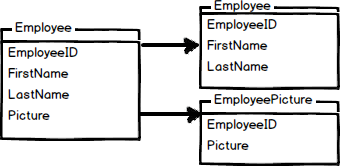 Employee
EmployeeID
FirstName
LastName
Picture
Employee
EmployeeID
FirstName
LastName
EmployeePicture
EmployeeID
Picture